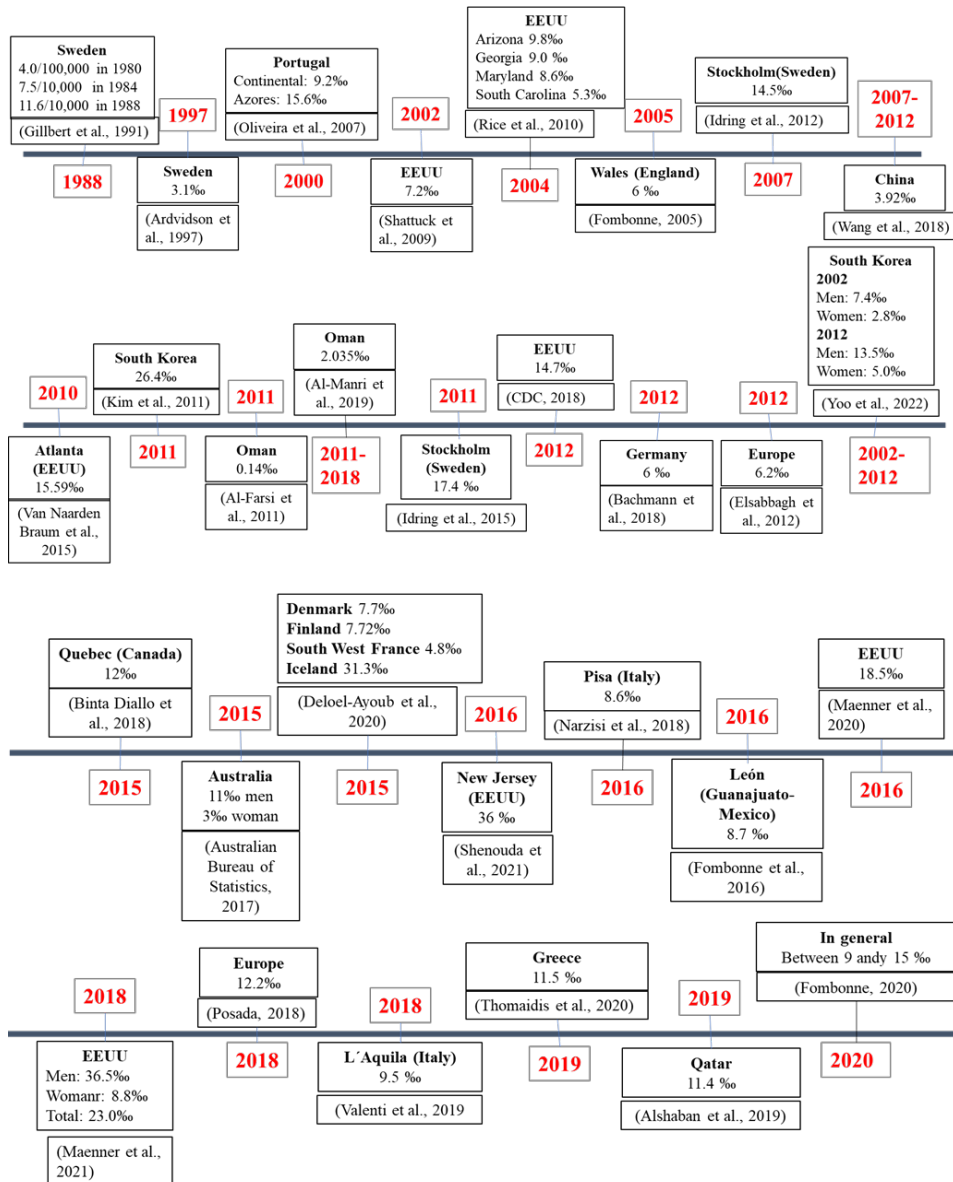 Sweden
4.0/100,000 in 1980
7.5/10,000 in 1984
11.6/10,000 in 1988
(Gillbert et al., 1991)
1988
1997
Sweden
3.1‰
(Ardvidson et
al., 1997)
Portugal
Continental: 9.2‰
Azores: 15.6‰
(Oliveira et al., 2007)
2000
2002
EEUU
7.2‰
(Shattuck et
al., 2009)
EEUU
Arizona 9.8‰
Georgia 9.0 ‰
Maryland 8.6‰
South Carolina 5.3‰
(Rice et al., 2010)
2004
2005
Wales (England)
6 ‰
(Fombonne, 2005)
Stockholm(Sweden)
14.5‰
(Idring et al., 2012)
2007
2007-
2012
China
3.92‰
(Wang et al., 2018)
2010
Atlanta
(EEUU)
15.59‰
(Van Naarden
Braum et al.,
2015)
South Korea
26.4‰
(Kim et al., 2011)
2011
2011
Oman
0.14‰
(Al-Farsi et
al., 2011)
Oman
2.035‰
(Al-Manri et
al., 2019)
2011-
2018
2011
Stockholm
(Sweden)
17.4 ‰
(Idring et al., 2015)
EEUU
14.7‰
(CDC, 2018)
2012
2012
Germany
6 ‰
(Bachmann et
al., 2018)
2012
Europe
6.2‰
(Elsabbagh et
al., 2012)
South Korea
2002
Men: 7.4‰
Women: 2.8‰
2012
Men: 13.5‰
Women: 5.0‰
(Yoo et al., 2022)
2002-
2012
Quebec (Canada)
12‰
(Binta Diallo
et al., 2018)
2015
2015
Australia
11‰ men
3‰ woman
(Australian
Bureau of
Statistics,
2017)
Denmark 7.7‰
Finland 7.72‰
South West France 4.8‰
Iceland 31.3‰
(Deloel-Ayoub et
al., 2020)
2015
2016
New Jersey
(EEUU)
36 ‰
(Shenouda et
al., 2021)
Pisa (Italy)
8.6‰
(Narzisi et al., 2018)
2016
2016
León
(Guanajuato-
Mexico)
8.7 ‰
(Fombonne et al.,
2016)
EEUU
18.5‰
(Maenner et al.,
2020)
2016
2018
EEUU
Men: 36.5‰
Womanr: 8.8‰
Total: 23.0‰
(Maenner et al.,
2021)
Europe
12.2‰
(Posada, 2018)
2018
2018
L´Aquila (Italy)
9.5 ‰
(Valenti et al., 2019
Greece
11.5 ‰
(Thomaidis et al., 2020)
2019
2019
Qatar
11.4 ‰
(Alshaban et al., 2019)
In general
Between 9 andy 15 ‰
(Fombonne, 2020)
2020